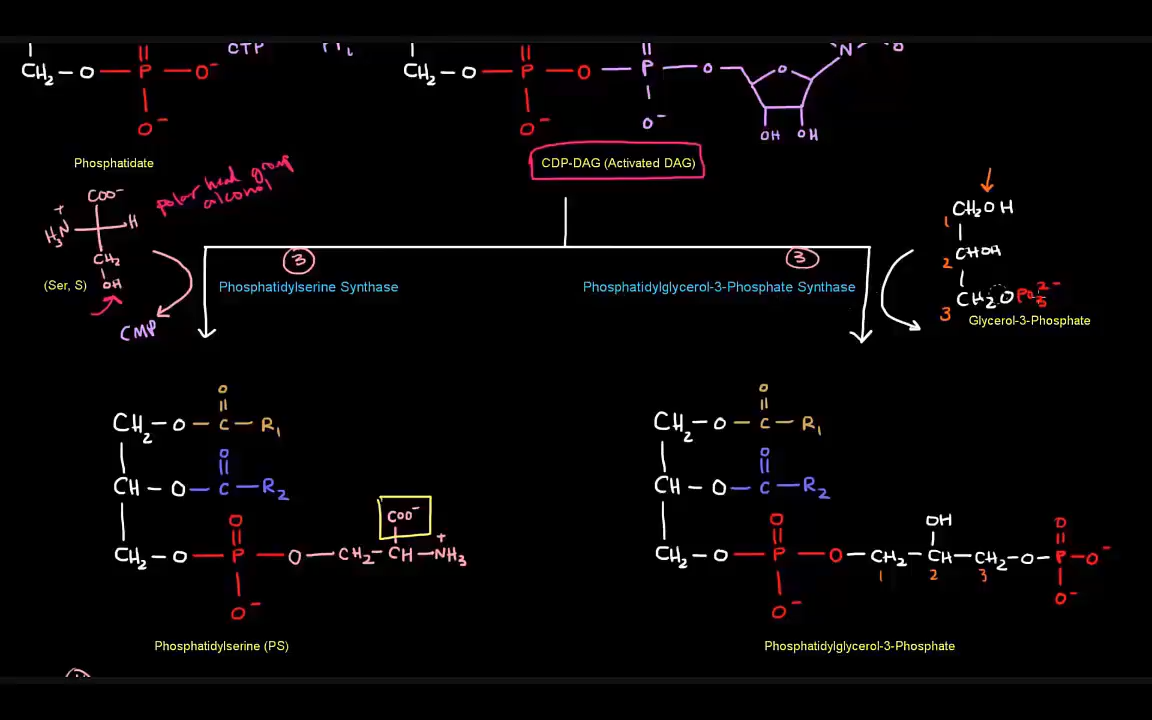 CTP
PPi
N
O
CH₂-O-P-O⁻
O⁻
CH₂-O-P-O-P-O
O
O⁻
O⁻
OH OH
Phosphatidate
CDP-DAG (Activated DAG)
COO⁻
H₃N⁺
H
CH₂
OH
(Ser, S)
polar head group
alcohol
CMP
3
Phosphatidylserine Synthase
3
Phosphatidylglycerol-3-Phosphate Synthase
CH₂OH
1
CHOH
2
CH₂OPO₃²⁻
3
Glycerol-3-Phosphate
O
CH₂-O-C-R₁
O
CH-O-C-R₂
COO⁻
O
CH₂-O-P-O-CH₂-CH-NH₃⁺
O⁻
Phosphatidylserine (PS)
O
CH₂-O-C-R₁
O
CH-O-C-R₂
O OH O
CH₂-O-P-O-CH₂-CH-CH₂-O-P-O⁻
1 2 3
O⁻ O⁻
Phosphatidylglycerol-3-Phosphate